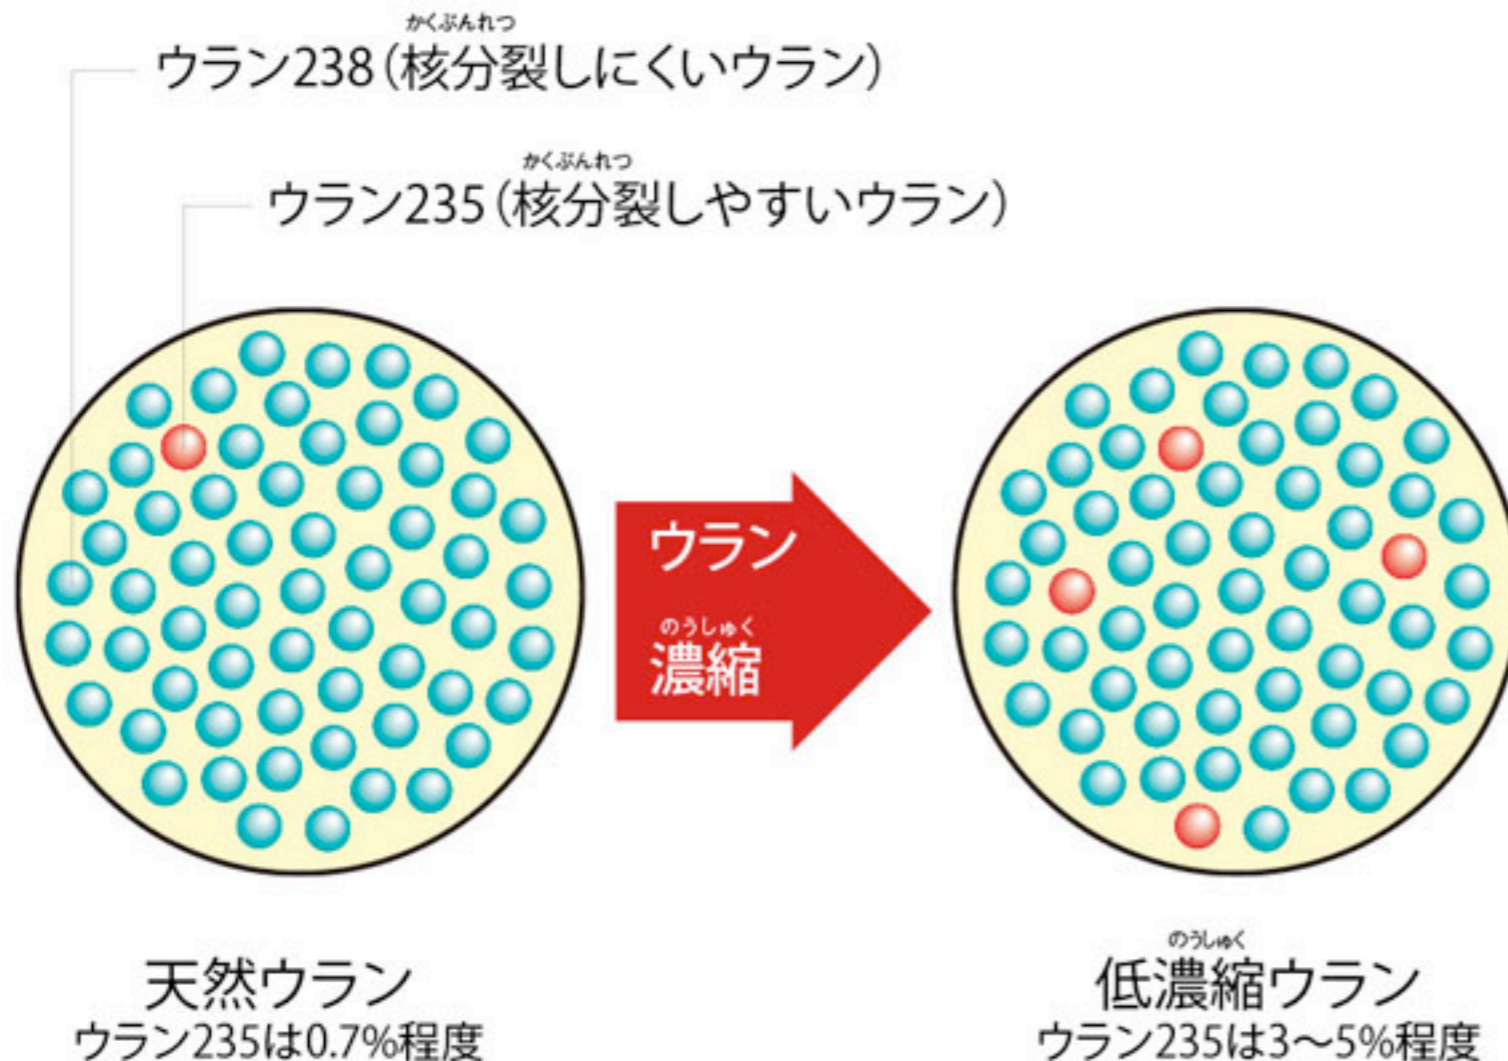 かくぶんれつ
ウラン238（核分裂しにくいウラン）
かくぶんれつ
ウラン235（核分裂しやすいウラン）
ウラン
のうしゅく
濃縮
天然ウラン
ウラン235は0.7%程度
のうしゅく
低濃縮ウラン
ウラン235は3〜5%程度